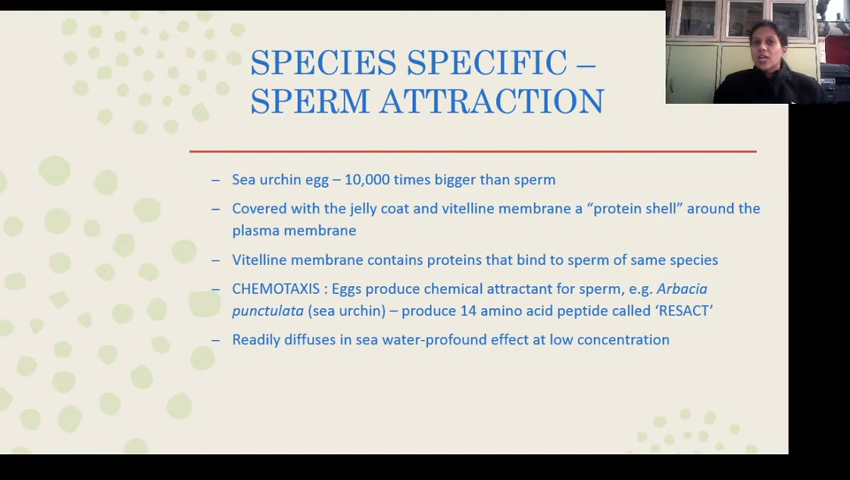 SPECIES SPECIFIC –
SPERM ATTRACTION
– Sea urchin egg – 10,000 times bigger than sperm
– Covered with the jelly coat and vitelline membrane a “protein shell” around the
plasma membrane
– Vitelline membrane contains proteins that bind to sperm of same species
– CHEMOTAXIS : Eggs produce chemical attractant for sperm, e.g. Arbacia
punctulata (sea urchin) – produce 14 amino acid peptide called ‘RESACT’
– Readily diffuses in sea water-profound effect at low concentration